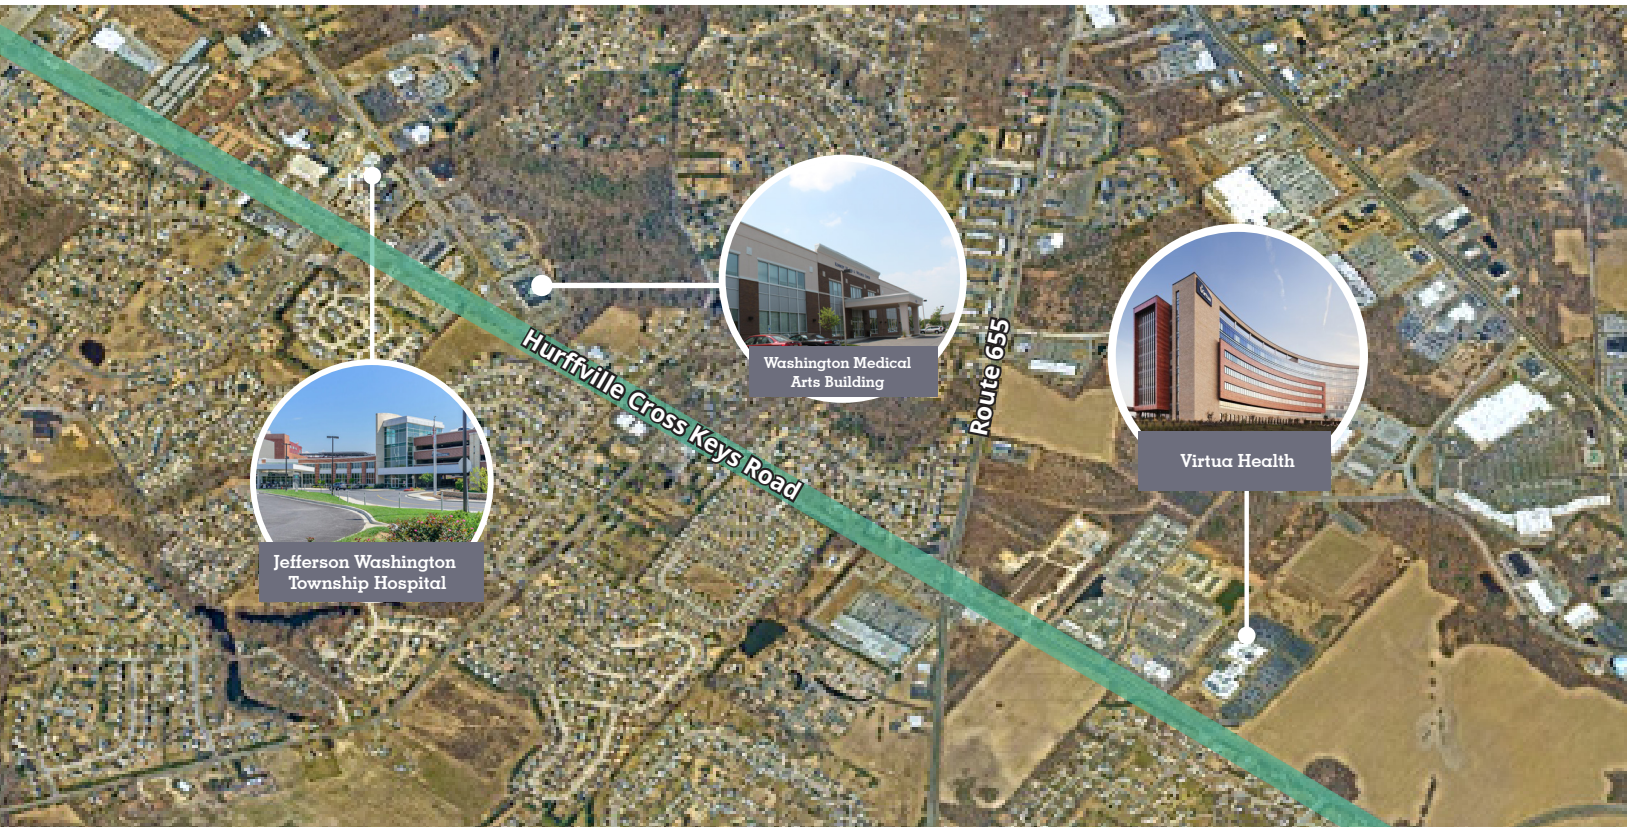 Washington Medical
Arts Building
Hurffville Cross Keys Road
Route 655
Virtua Health
Jefferson Washington
Township Hospital